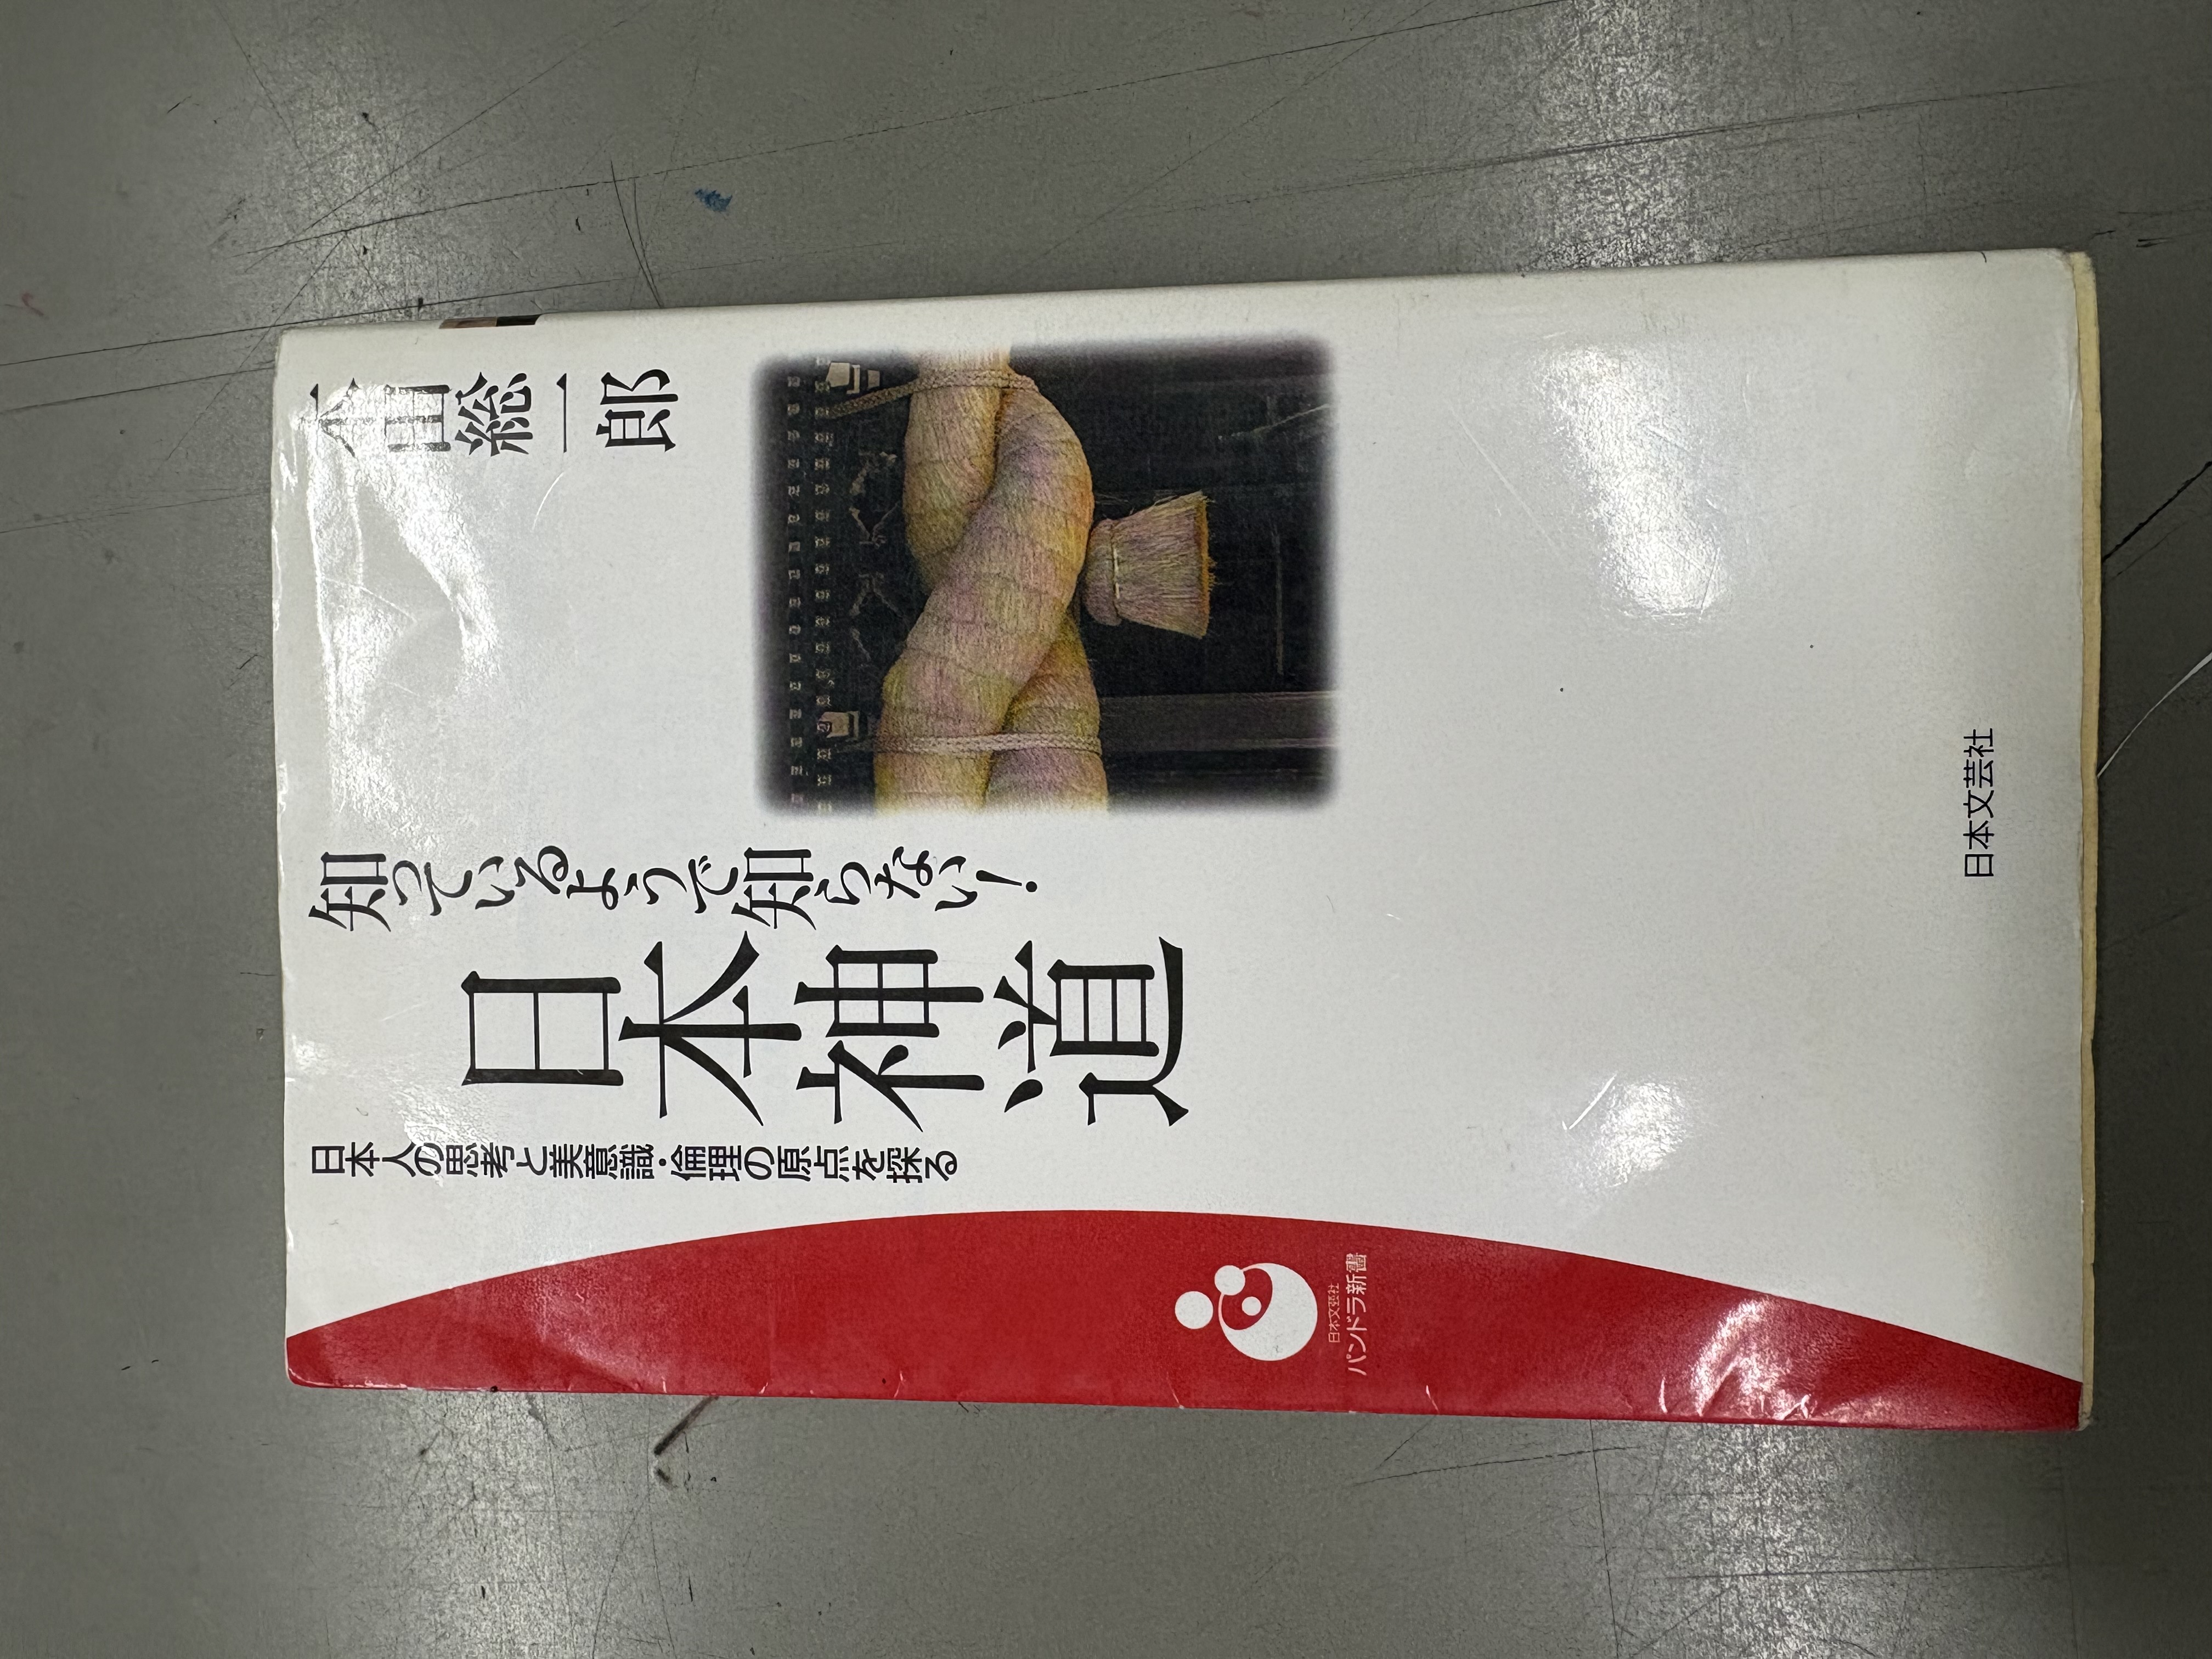 本田総一郎
知っているようで知らない!
日本神道
日本人の思考と美意識・倫理の原点を探る
日本文芸社
パンドラ新書
日本文芸社